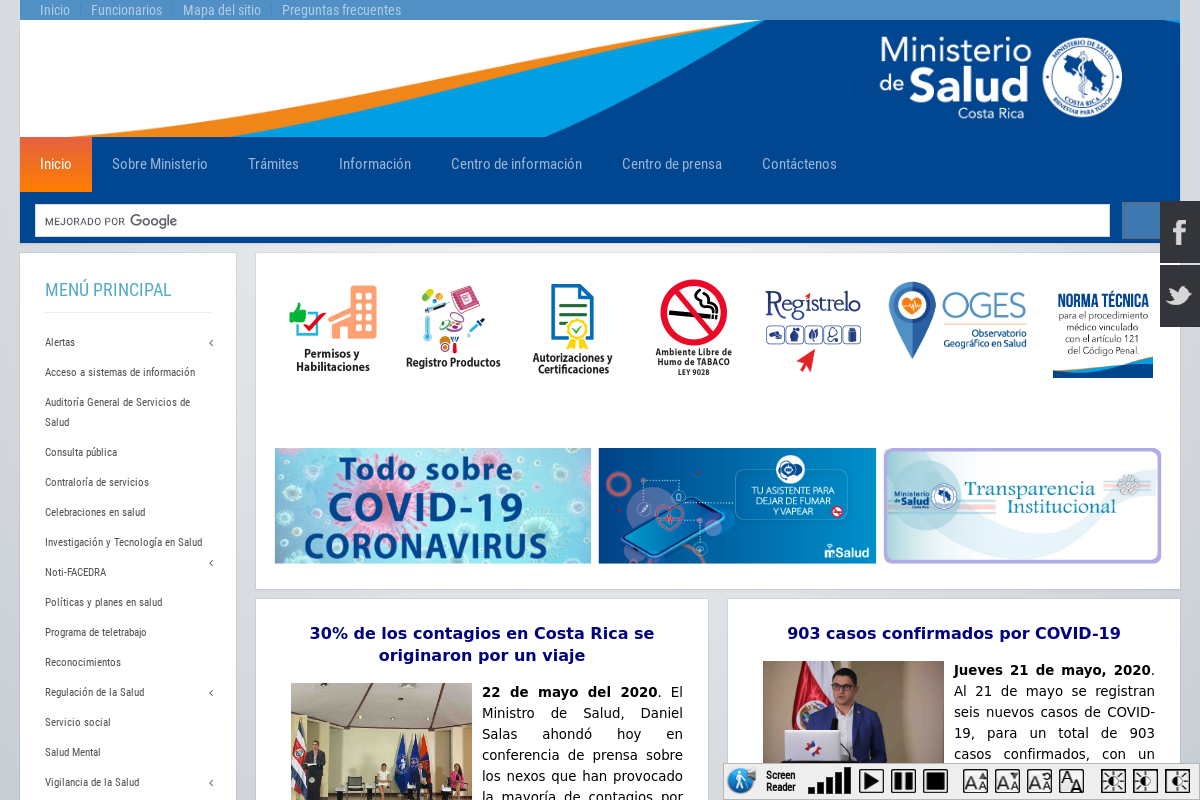 Inicio
Funcionarios
Mapa del sitio
Preguntas frecuentes
Ministerio
de Salud
Costa Rica
MINISTERIO DE SALUD
COSTA RICA
BIENESTAR PARA TODOS
Inicio
Sobre Ministerio
Trámites
Información
Centro de información
Centro de prensa
Contáctenos
MEJORADO POR Google
MENÚ PRINCIPAL
Alertas
Acceso a sistemas de información
Auditoría General de Servicios de
Salud
Consulta pública
Contraloría de servicios
Celebraciones en salud
Investigación y Tecnología en Salud
Noti-FACEDRA
Políticas y planes en salud
Programa de teletrabajo
Reconocimientos
Regulación de la Salud
Servicio social
Salud Mental
Vigilancia de la Salud
Permisos y
Habilitaciones
Registro Productos
Autorizaciones y
Certificaciones
Ambiente Libre de
Humo de TABACO
LEY 9028
Regístrelo
OGES
Observatorio
Geográfico en Salud
NORMA TÉCNICA
para el procedimiento
médico vinculado
con el artículo 121
del Código Penal.
Todo sobre
COVID-19
CORONAVIRUS
TU ASISTENTE PARA
DEJAR DE FUMAR
Y VAPEAR
mSalud
Ministerio
de Salud
Costa Rica
Transparencia
Institucional
30% de los contagios en Costa Rica se
originaron por un viaje
22 de mayo del 2020. El
Ministro de Salud, Daniel
Salas ahondó hoy en
conferencia de prensa sobre
los nexos que han provocado
la mayoría de contagios por
903 casos confirmados por COVID-19
Jueves 21 de mayo, 2020.
Al 21 de mayo se registran
seis nuevos casos de COVID-
19, para un total de 903
casos confirmados, con un
Screen
Reader